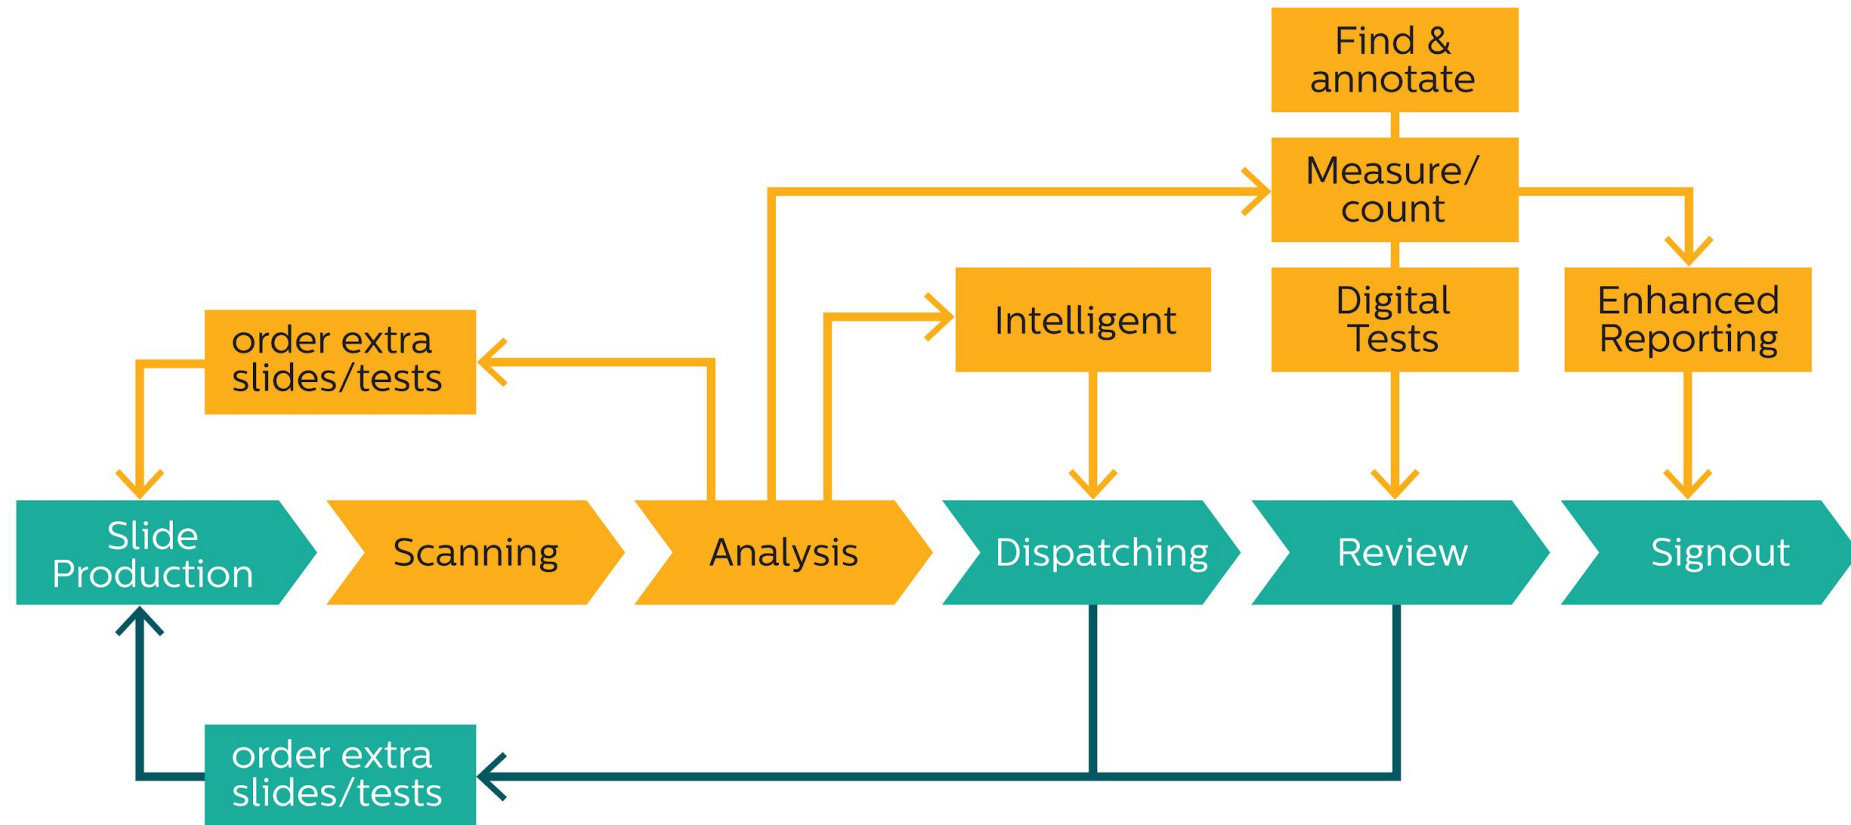 Find &
annotate
Measure/
count
Intelligent
Digital
Tests
Enhanced
Reporting
order extra
slides/tests
Slide
Production
Scanning
Analysis
Dispatching
Review
Signout
order extra
slides/tests